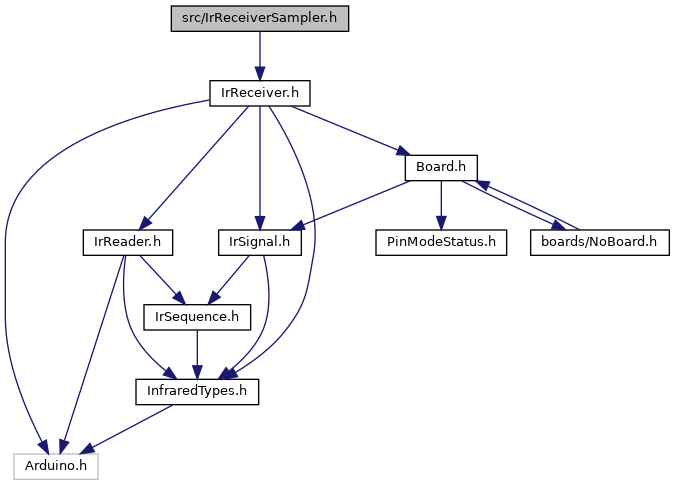 src/IrReceiverSampler.h
IrReceiver.h
Board.h
IrReader.h
IrSignal.h
PinModeStatus.h
boards/NoBoard.h
IrSequence.h
InfraredTypes.h
Arduino.h